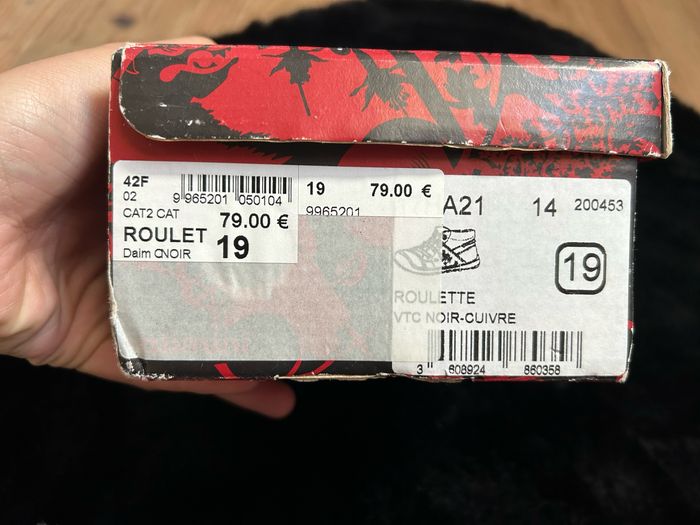 42F
02
9 965201 050104
CAT2 CAT
79.00 €
ROULET 19
Daim CNOIR
19 79.00 €
9965201
A21 14 200453
19
ROULETTE
VTC NOIR-CUIVRE
3 608924 860358